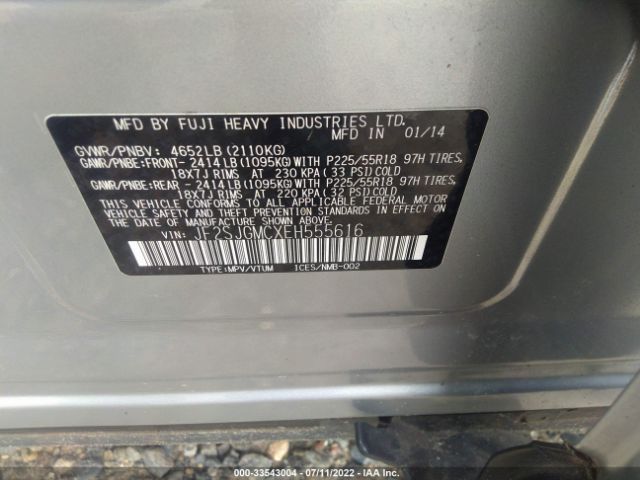 MFD BY FUJI HEAVY INDUSTRIES LTD.
MFD IN 01/14
GVWR/PNBV: 4652LB (2110KG)
GAWR/PNBE:FRONT- 2414LB (1095KG) WITH P225/55R18 97H TIRES,
18X7J RIMS AT 230 KPA (33 PSI) COLD
GAWR/PNBE:REAR - 2414LB (1095KG) WITH P225/55R18 97H TIRES,
18X7J RIMS AT 220 KPA (32 PSI) COLD
THIS VEHICLE CONFORMS TO ALL APPLICABLE FEDERAL MOTOR
VEHICLE SAFETY BUMPER, AND THEFT PREVENTION STANDARDS
IN EFFECT ON THE DATE OF MANUFACTURE SHOWN ABOVE.
VIN: JF2SJGMCXEH555616
TYPE:MPV/VTUM ICES/NMB-002
000-33543004 - 07/11/2022 - IAA Inc.